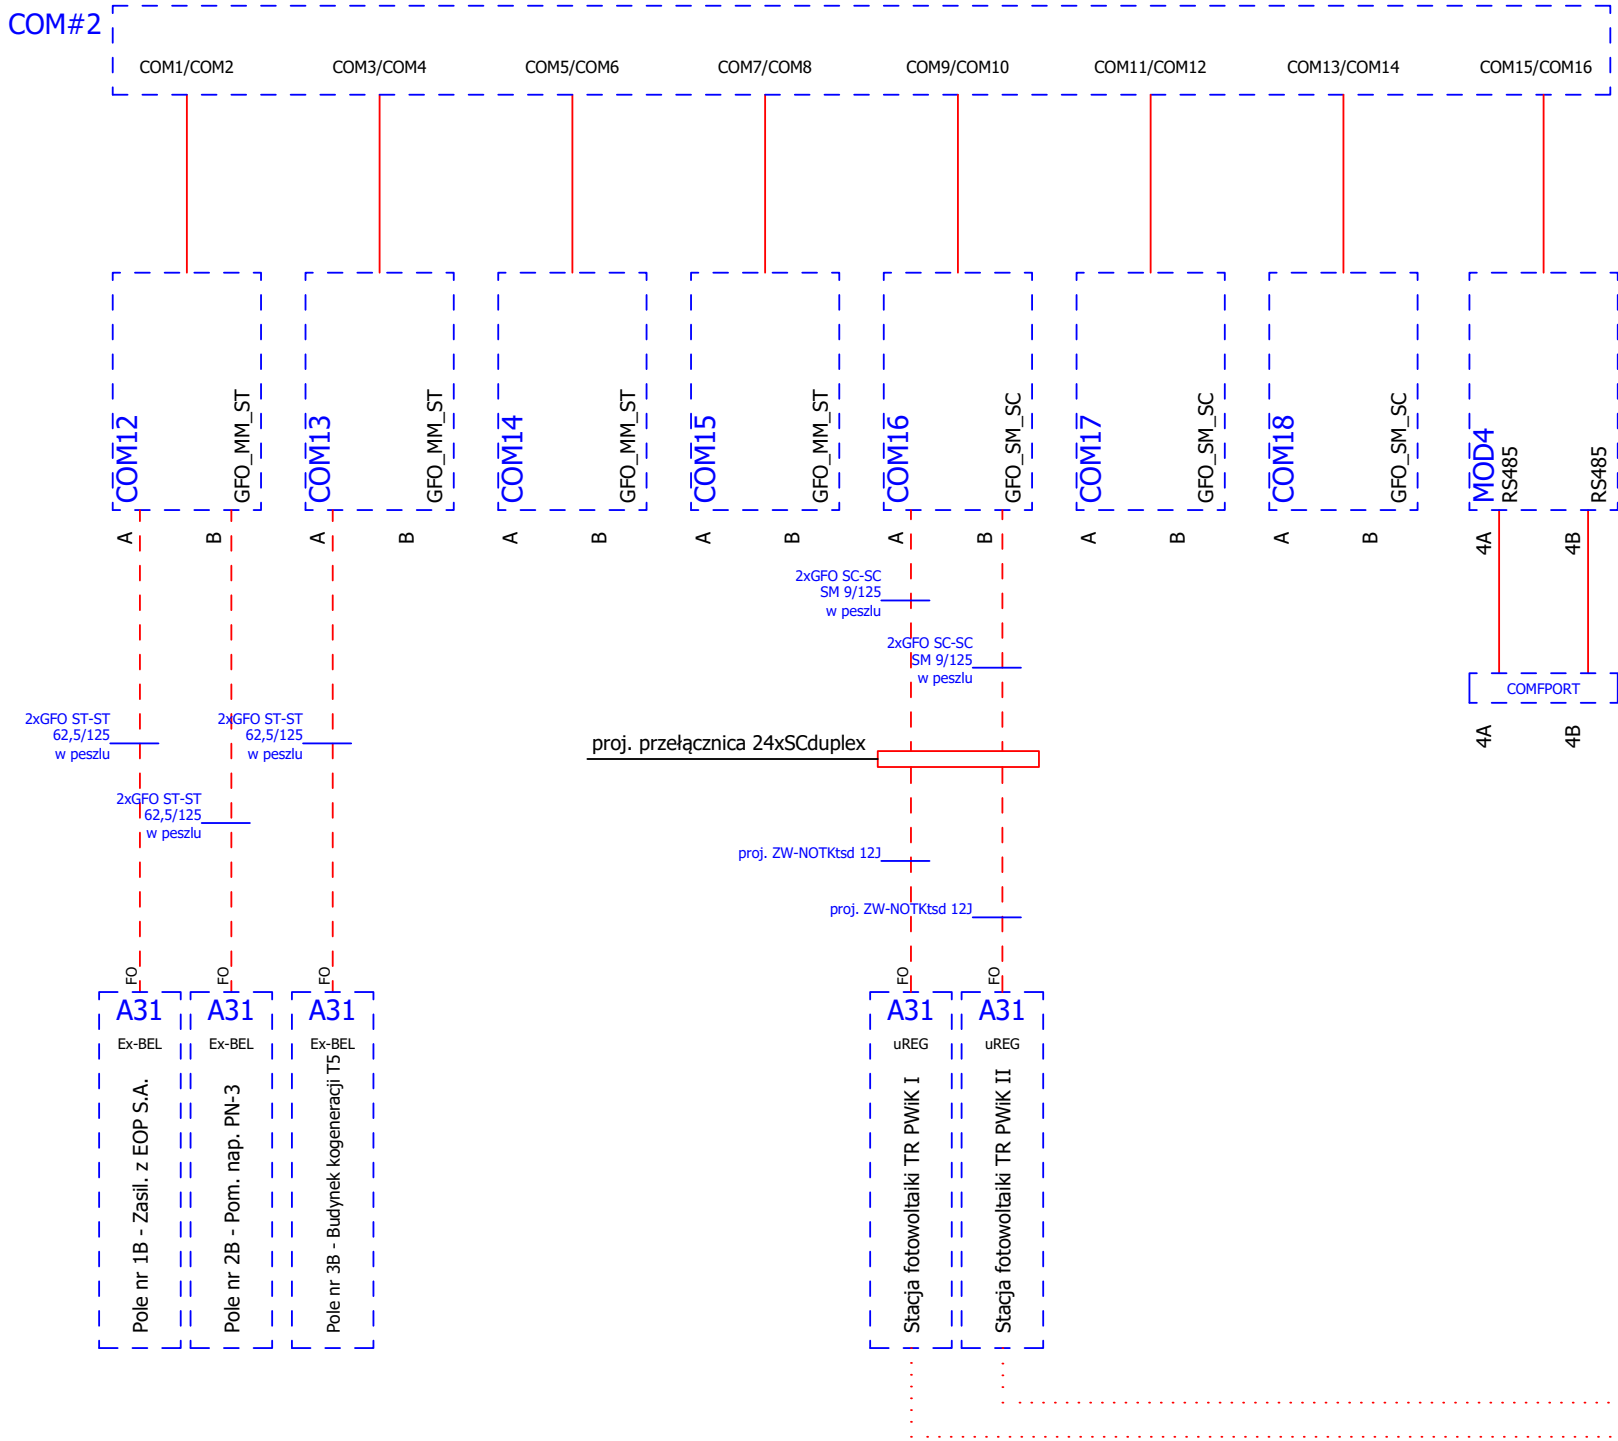 COM#2
COM1/COM2
COM3/COM4
COM5/COM6
COM7/COM8
COM9/COM10
COM11/COM12
COM13/COM14
COM15/COM16
COM12
GFO_MM_ST
COM13
GFO_MM_ST
COM14
GFO_MM_ST
COM15
GFO_MM_ST
COM16
GFO_SM_SC
COM17
GFO_SM_SC
COM18
GFO_SM_SC
MOD4
RS485
RS485
A
B
A
B
A
B
A
B
A
B
A
B
A
B
4A
4B
2xGFO SC-SC
SM 9/125
w peszlu
2xGFO SC-SC
SM 9/125
w peszlu
COMFPORT
4A
4B
2xGFO ST-ST
62,5/125
w peszlu
2xGFO ST-ST
62,5/125
w peszlu
proj. przełącznica 24xSCduplex
2xGFO ST-ST
62,5/125
w peszlu
proj. ZW-NOTKtsd 12J
proj. ZW-NOTKtsd 12J
FO
FO
FO
FO
FO
A31
Ex-BEL
Pole nr 1B - Zasil. z EOP S.A.
A31
Ex-BEL
Pole nr 2B - Pom. nap. PN-3
A31
Ex-BEL
Pole nr 3B - Budynek kogeneracji T5
A31
uREG
Stacja fotowoltaiki TR PWiK I
A31
uREG
Stacja fotowoltaiki TR PWiK II